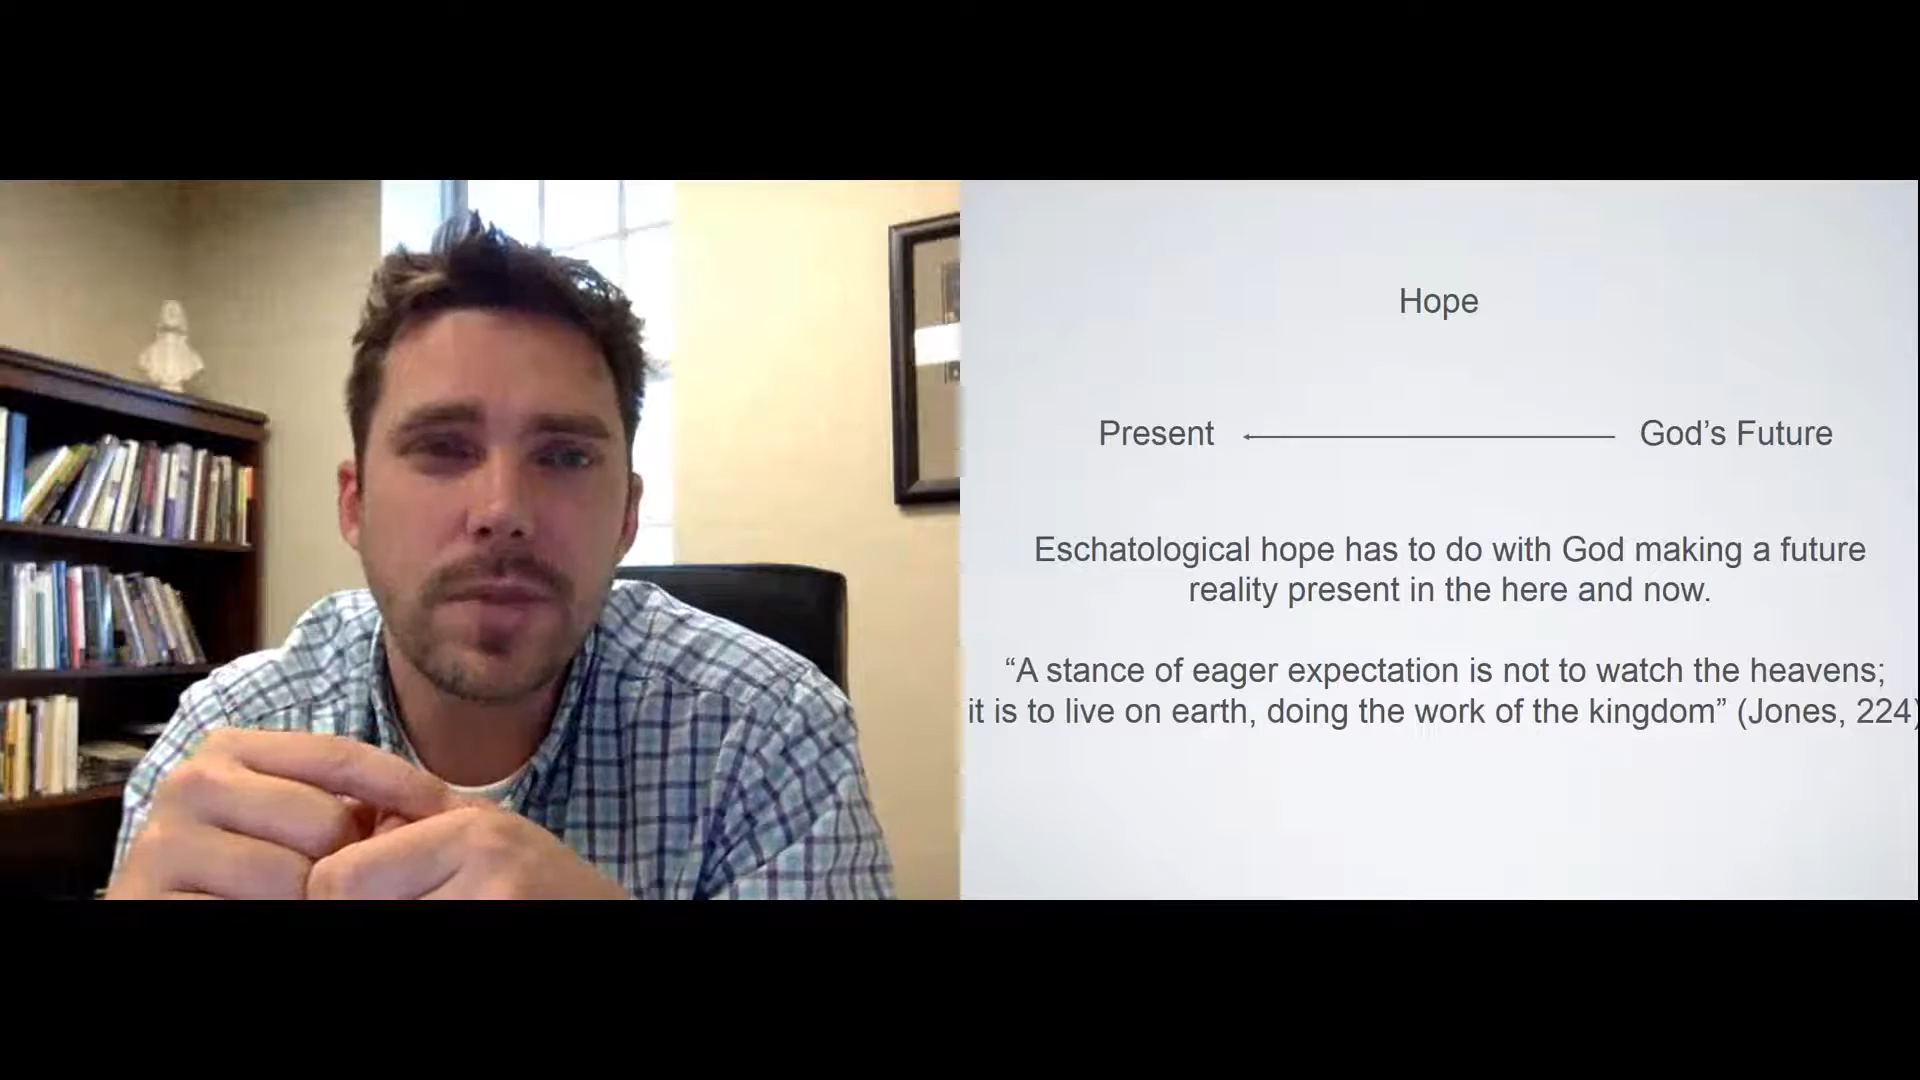 Hope
Present
God’s Future
Eschatological hope has to do with God making a future
reality present in the here and now.
“A stance of eager expectation is not to watch the heavens;
it is to live on earth, doing the work of the kingdom” (Jones, 224)